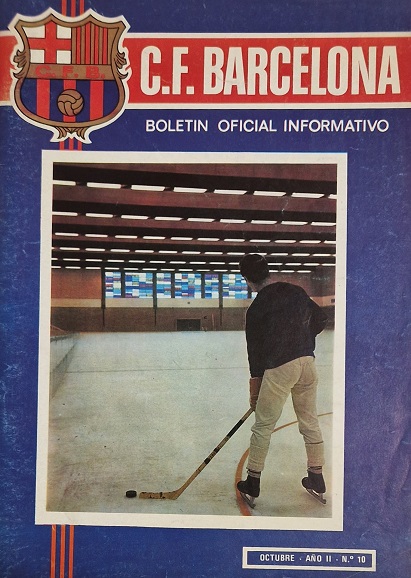 C.F.B.
C.F. BARCELONA
BOLETIN OFICIAL INFORMATIVO
OCTUBRE - AÑO II - N.º 10